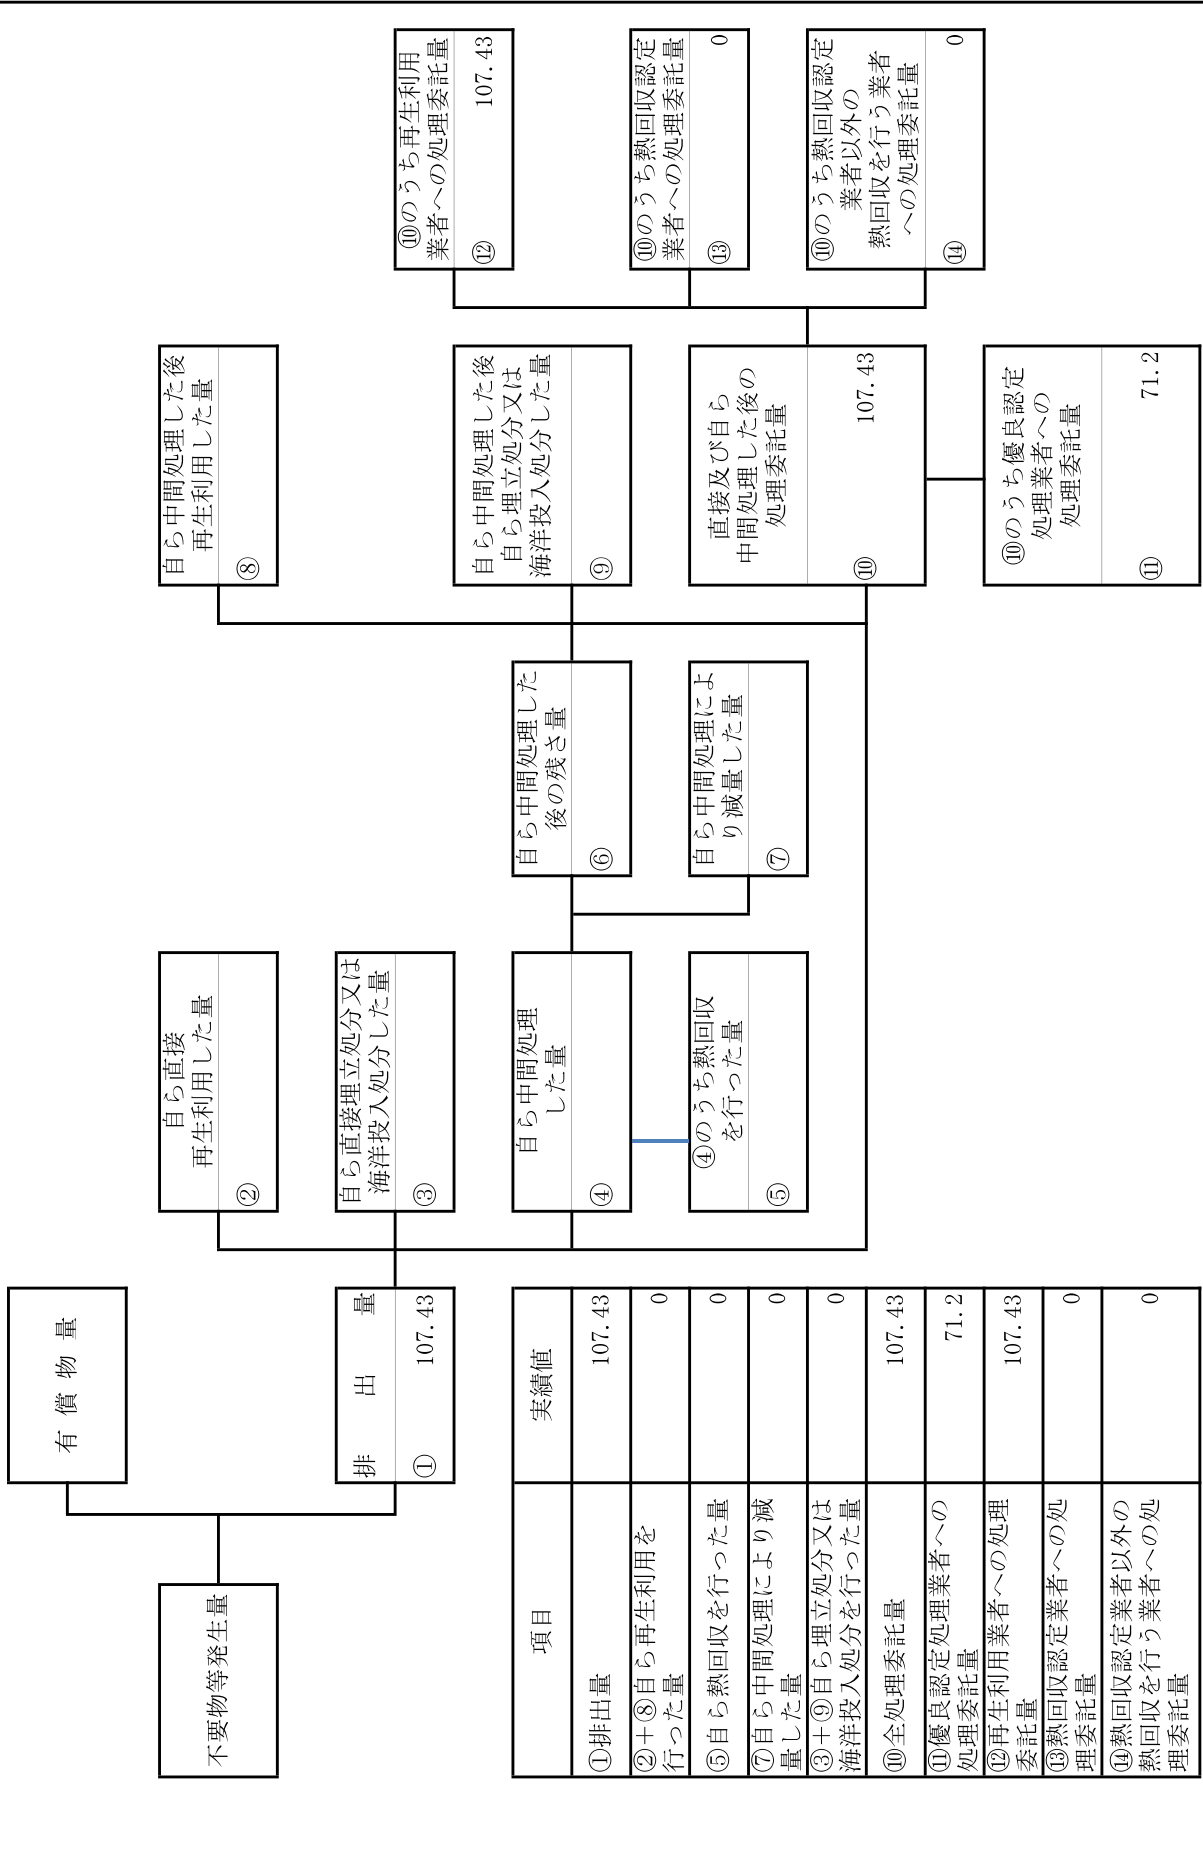 有 償 物 量
不要物等発生量
排 出 量
① 107.43
自ら直接
再生利用した量
②
自ら直接埋立処分又は
海洋投入処分した量
③
自ら中間処理
した量
④
④のうち熱回収
を行った量
⑤
自ら中間処理した
後の残さ量
⑥
自ら中間処理によ
り減量した量
⑦
自ら中間処理した後
再生利用した量
⑧
自ら中間処理した後
自ら埋立処分又は
海洋投入処分した量
⑨
直接及び自ら
中間処理した後の
処理委託量
⑩ 107.43
⑩のうち優良認定
処理業者への
処理委託量
⑪ 71.2
⑩のうち再生利用
業者への処理委託量
⑫ 107.43
⑩のうち熱回収認定
業者への処理委託量
⑬ 0
⑩のうち熱回収認定
業者以外の
熱回収を行う業者
への処理委託量
⑭ 0
項目 実績値
①排出量 107.43
②+⑧自ら再生利用を
行った量 0
⑤自ら熱回収を行った量 0
⑦自ら中間処理により減
量した量 0
③+⑨自ら埋立処分又は
海洋投入処分を行った量 0
⑩全処理委託量 107.43
⑪優良認定処理業者への
処理委託量 71.2
⑫再生利用業者への処理
委託量 107.43
⑬熱回収認定業者への処
理委託量 0
⑭熱回収認定業者以外の
熱回収を行う業者への処
理委託量 0